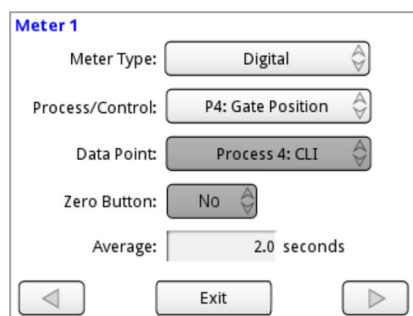 Meter 1
Meter Type: Digital
Process/Control: P4: Gate Position
Data Point: Process 4: CLI
Zero Button: No
Average: 2.0 seconds
Exit